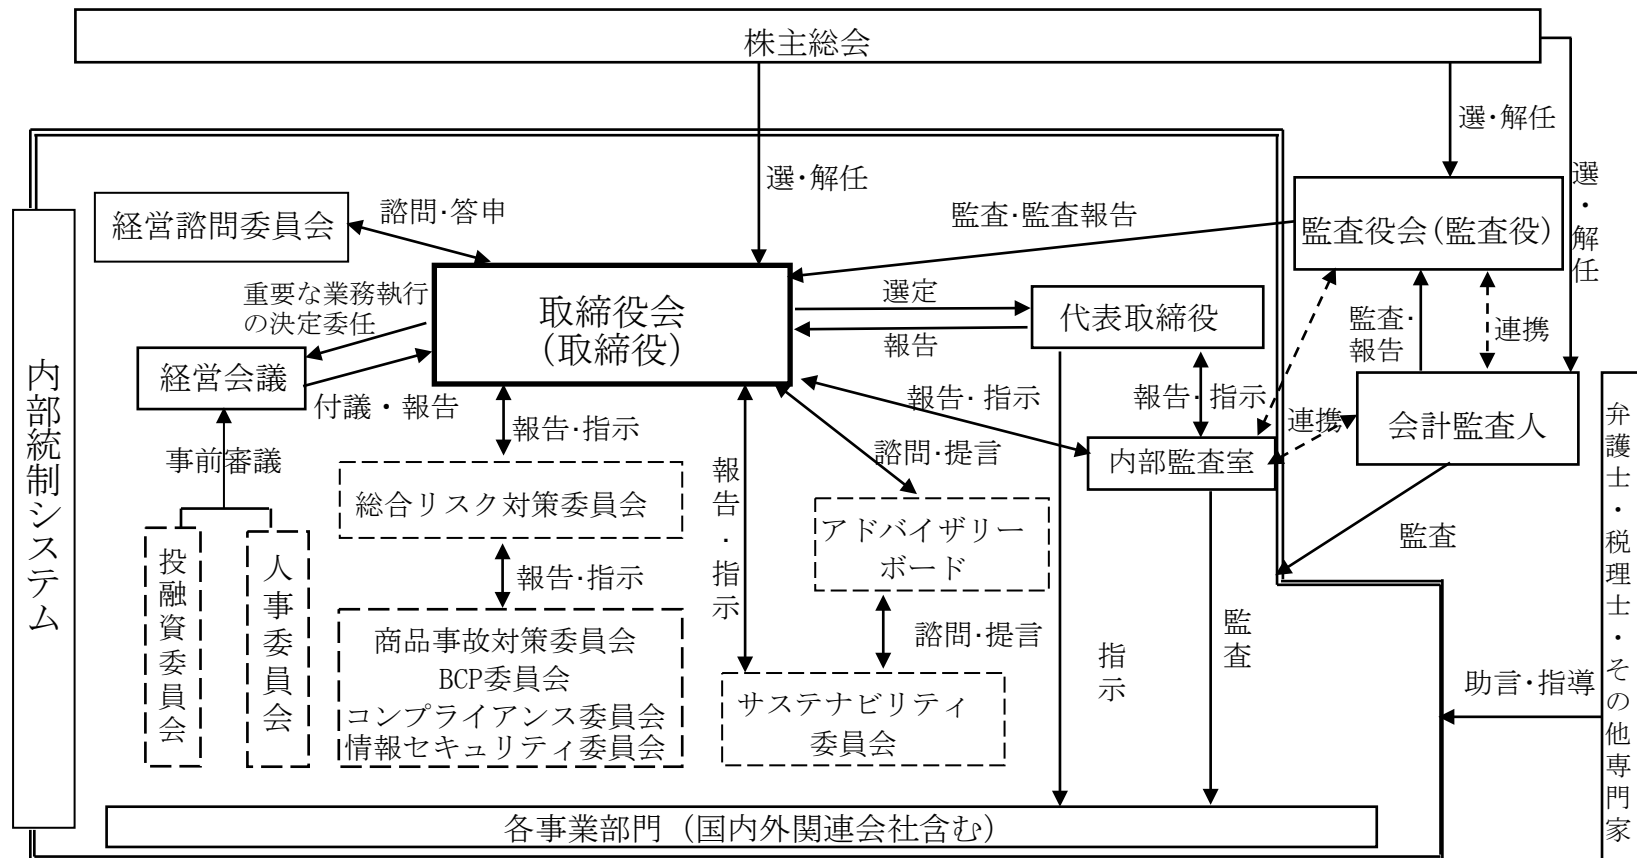 株主総会
選・解任
選・解任
選・解任
内部統制システム
経営諮問委員会
諮問・答申
監査・監査報告
監査役会(監査役)
重要な業務執行
の決定委任
取締役会
(取締役)
選定
報告
代表取締役
監査・
報告
連携
経営会議
付議・報告
報告・指示
報告・指示
報告・指示
報告・指示
連携
会計監査人
弁護士・税理士・その他専門家
事前審議
諮問・提言
内部監査室
総合リスク対策委員会
アドバイザリー
ボード
監査
投融資委員会
人事委員会
報告・指示
商品事故対策委員会
BCP委員会
コンプライアンス委員会
情報セキュリティ委員会
諮問・提言
サステナビリティ
委員会
指示
監査
助言・指導
各事業部門（国内外関連会社含む）